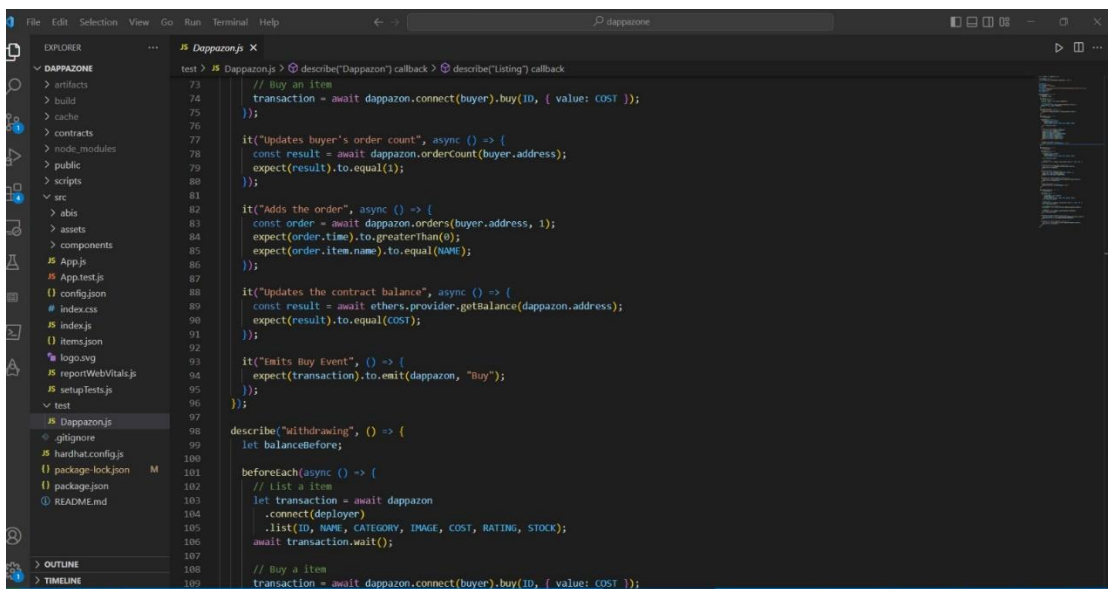 File Edit Selection View Go Run Terminal Help
dappazone
EXPLORER
JS Dappazon.js
test > JS Dappazon.js > describe("Dappazon") callback > describe("Listing") callback
DAPPAZONE
> artifacts
> build
> cache
> contracts
> node_modules
> public
> scripts
src
> abis
> assets
> components
JS App.js
JS App.test.js
{} config.json
# index.css
JS index.js
{} items.json
logo.svg
JS reportWebVitals.js
JS setupTests.js
test
JS Dappazon.js
.gitignore
JS hardhat.config.js
{} package-lock.json M
{} package.json
README.md
> OUTLINE
> TIMELINE
73 // Buy an item
74 transaction = await dappazon.connect(buyer).buy(ID, { value: COST });
75 });
76
77 it("Updates buyer's order count", async () => {
78 const result = await dappazon.orderCount(buyer.address);
79 expect(result).to.equal(1);
80 });
81
82 it("Adds the order", async () => {
83 const order = await dappazon.orders(buyer.address, 1);
84 expect(order.time).to.greaterThan(0);
85 expect(order.item.name).to.equal(NAME);
86 });
87
88 it("Updates the contract balance", async () => {
89 const result = await ethers.provider.getBalance(dappazon.address);
90 expect(result).to.equal(COST);
91 });
92
93 it("Emits Buy Event", () => {
94 expect(transaction).to.emit(dappazon, "Buy");
95 });
96 });
97
98 describe("Withdrawing", () => {
99 let balanceBefore;
100
101 beforeEach(async () => {
102 // List a item
103 let transaction = await dappazon
104 .connect(deployer)
105 .list(ID, NAME, CATEGORY, IMAGE, COST, RATING, STOCK);
106 await transaction.wait();
107
108 // Buy a item
109 transaction = await dappazon.connect(buyer).buy(ID, { value: COST });